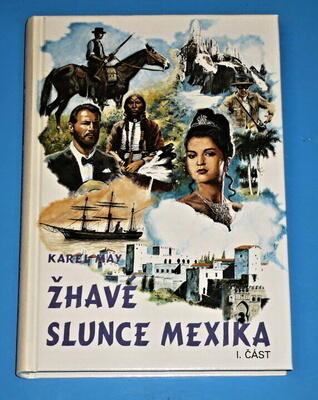 KAREL MAY
ŽHAVÉ
SLUNCE MEXIKA
I. ČÁST